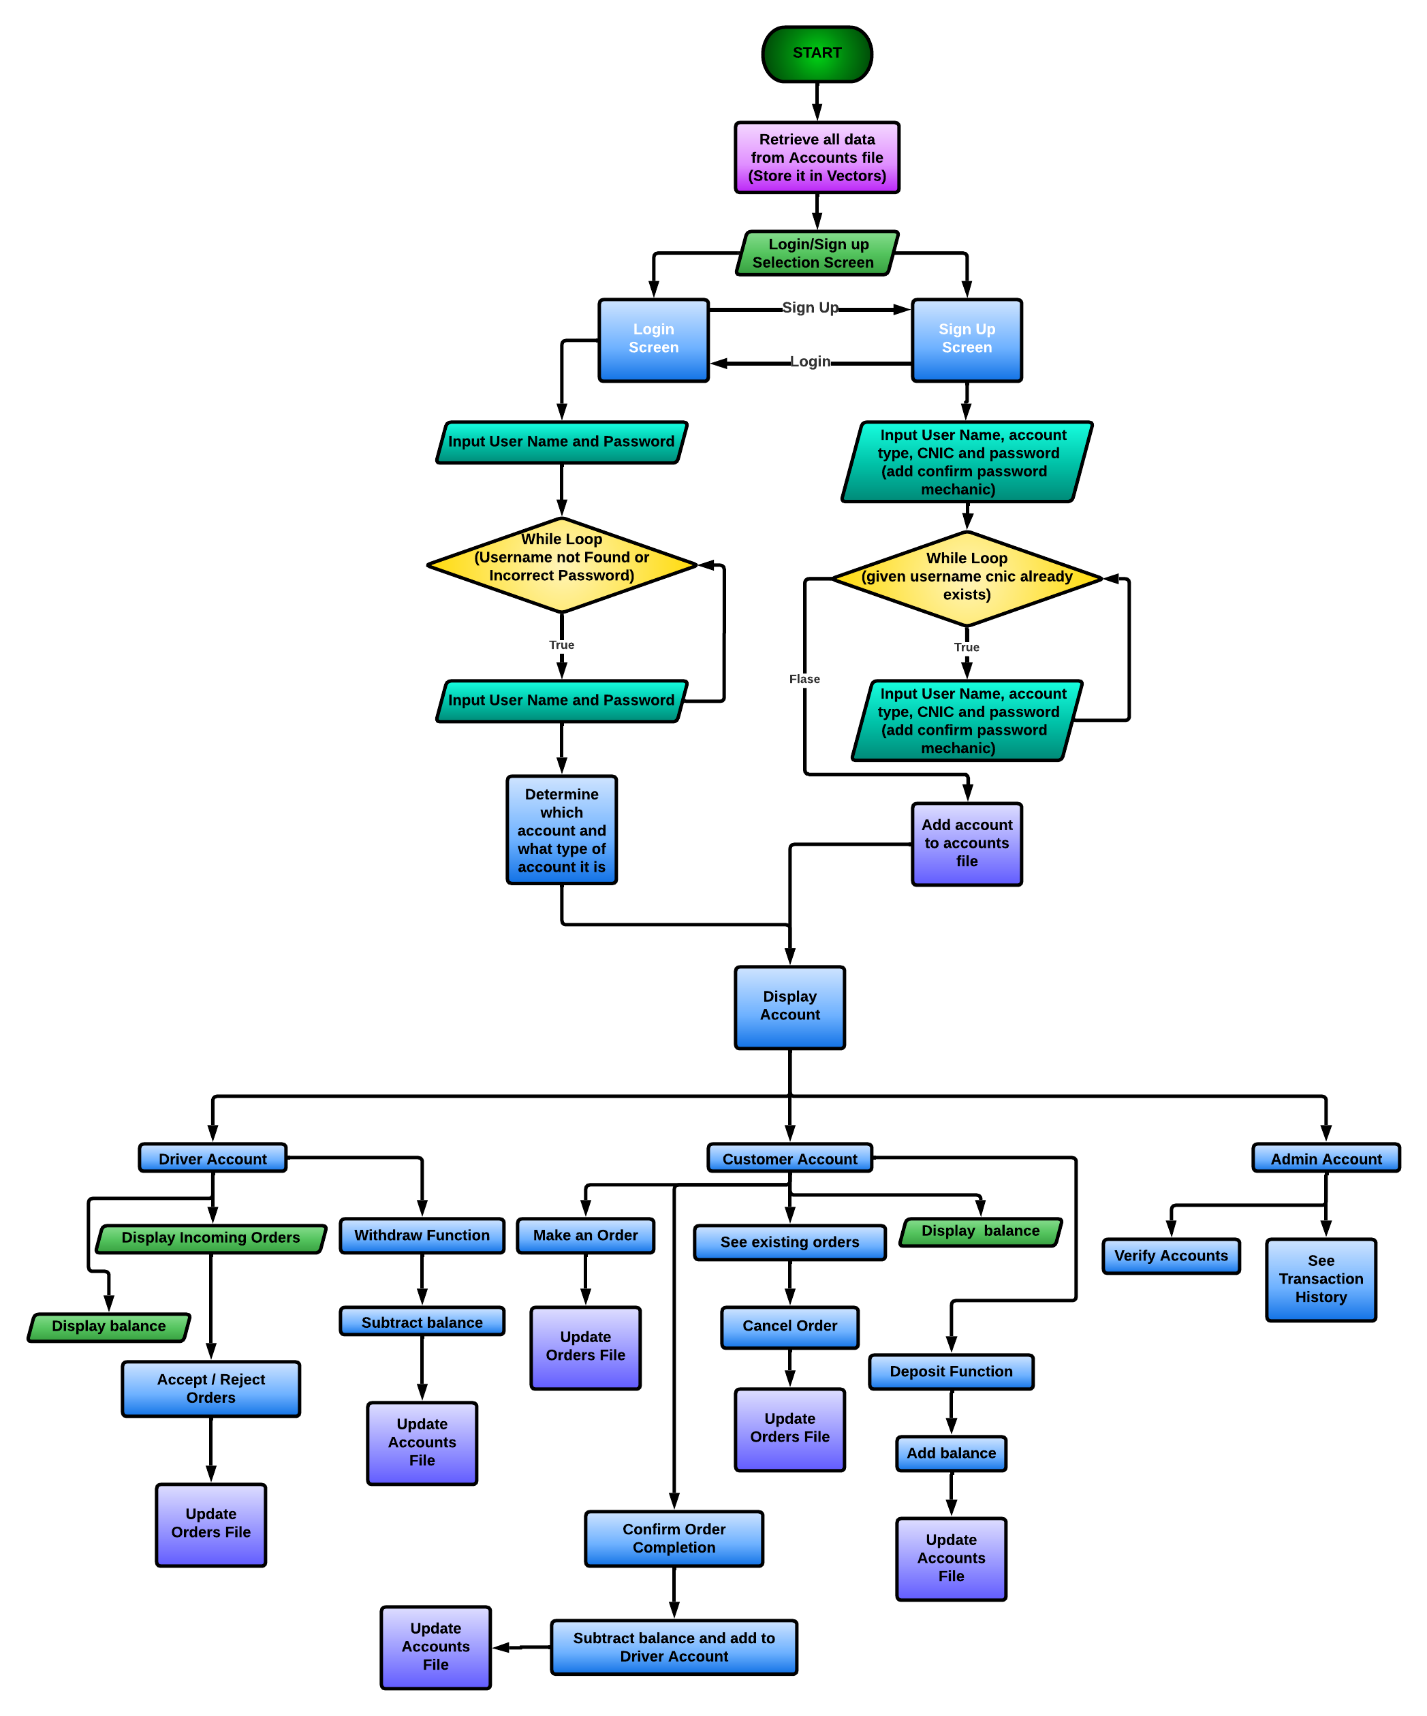 START
Retrieve all data
from Accounts file
(Store it in Vectors)
Login/Sign up
Selection Screen
Login
Screen
Sign Up
Sign Up
Screen
Login
Input User Name and Password
Input User Name, account
type, CNIC and password
(add confirm password
mechanic)
While Loop
(Username not Found or
Incorrect Password)
While Loop
(given username cnic already
exists)
True
True
Flase
Input User Name and Password
Input User Name, account
type, CNIC and password
(add confirm password
mechanic)
Determine
which
account and
what type of
account it is
Add account
to accounts
file
Display
Account
Driver Account
Customer Account
Admin Account
Display Incoming Orders
Withdraw Function
Make an Order
See existing orders
Display  balance
Verify Accounts
See
Transaction
History
Display balance
Subtract balance
Update
Orders File
Cancel Order
Accept / Reject
Orders
Deposit Function
Update
Accounts
File
Update
Orders File
Add balance
Update
Orders File
Confirm Order
Completion
Update
Accounts
File
Update
Accounts
File
Subtract balance and add to
Driver Account